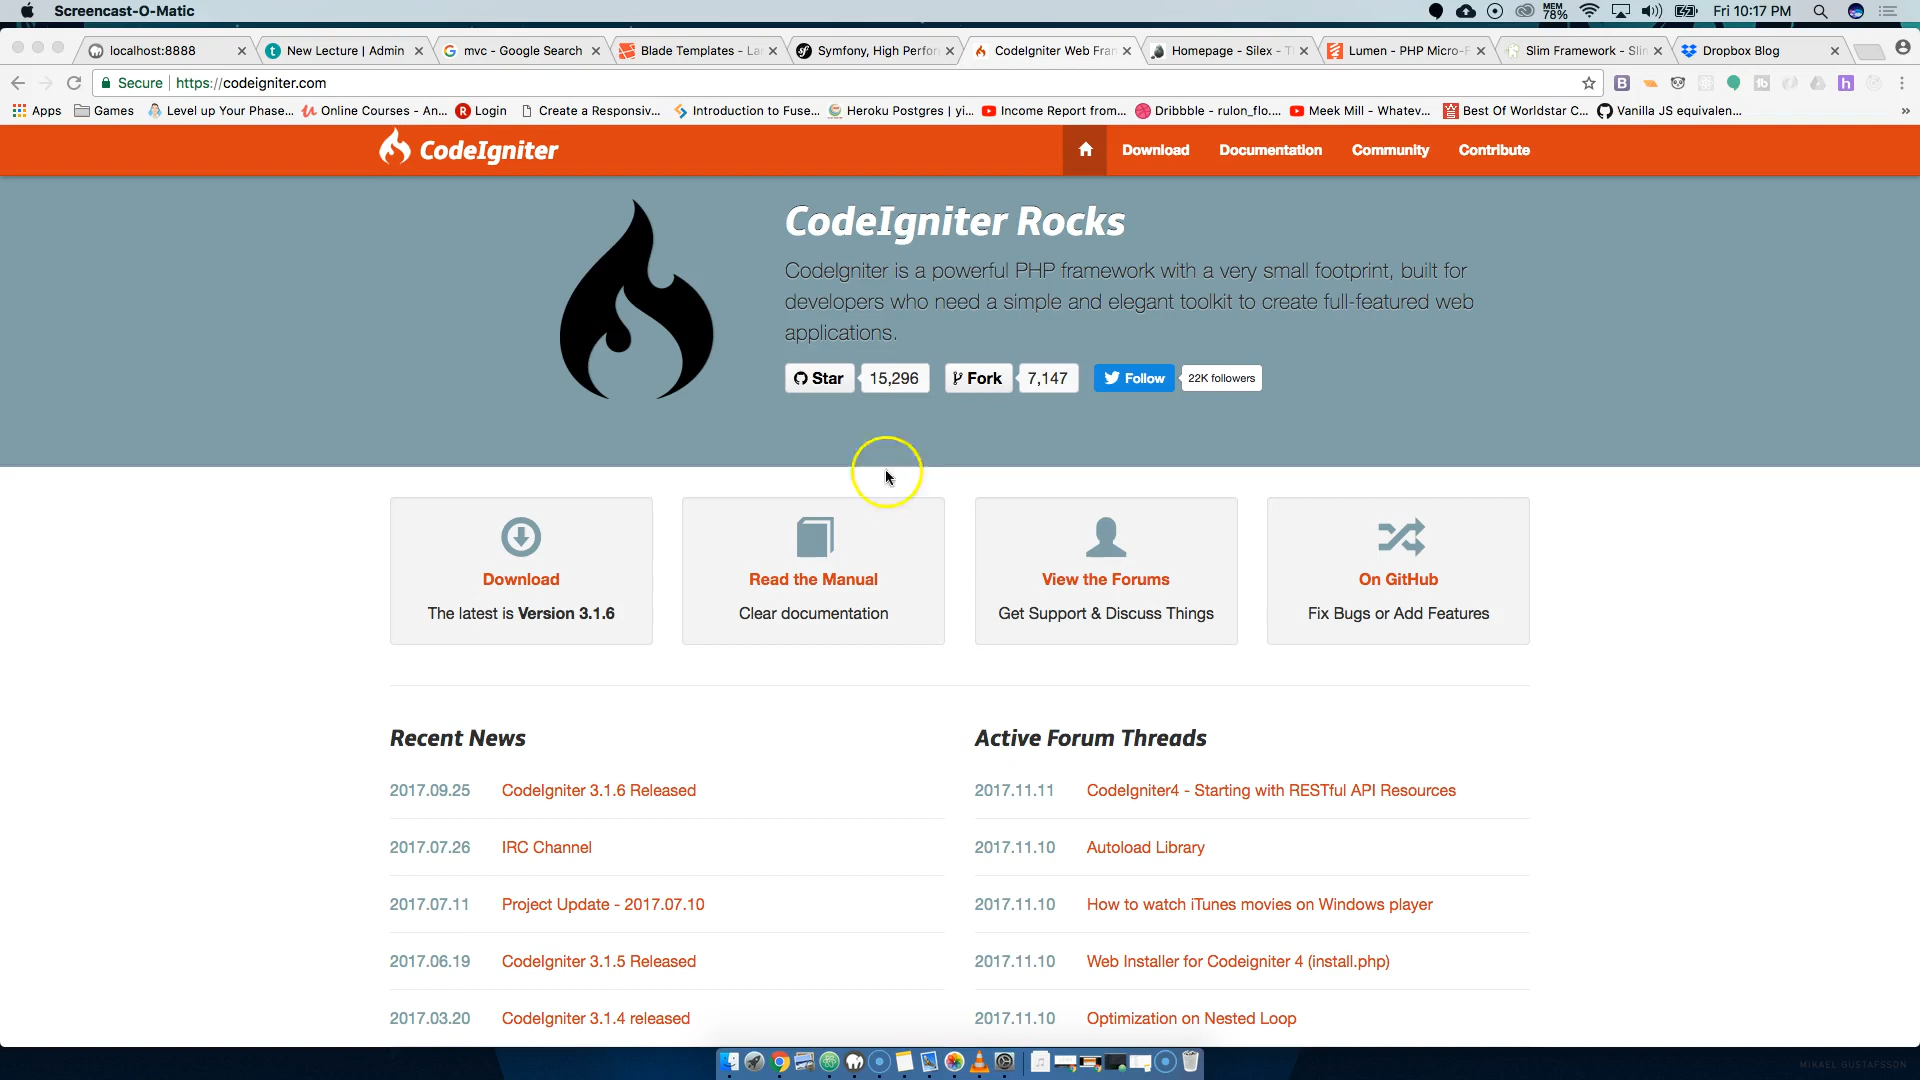 Screencast-O-Matic
MEM
78%
Fri 10:17 PM
localhost:8888
New Lecture | Admin
mvc - Google Search
Blade Templates - La
Symfony, High Perfor
CodeIgniter Web Fra
Homepage - Silex - T
Lumen - PHP Micro-F
Slim Framework - Sli
Dropbox Blog
Secure
https://codeigniter.com
Apps
Games
Level up Your Phase...
Online Courses - An...
Login
Create a Responsiv...
Introduction to Fuse...
Heroku Postgres | yi...
Income Report from...
Dribbble - rulon_flo....
Meek Mill - Whatev...
Best Of Worldstar C...
Vanilla JS equivalen...
»
CodeIgniter
Download
Documentation
Community
Contribute
CodeIgniter Rocks
CodeIgniter is a powerful PHP framework with a very small footprint, built for
developers who need a simple and elegant toolkit to create full-featured web
applications.
Star
15,296
Fork
7,147
Follow
22K followers
Download
The latest is Version 3.1.6
Read the Manual
Clear documentation
View the Forums
Get Support & Discuss Things
On GitHub
Fix Bugs or Add Features
Recent News
2017.09.25 CodeIgniter 3.1.6 Released
2017.07.26 IRC Channel
2017.07.11 Project Update - 2017.07.10
2017.06.19 CodeIgniter 3.1.5 Released
2017.03.20 CodeIgniter 3.1.4 released
Active Forum Threads
2017.11.11 CodeIgniter4 - Starting with RESTful API Resources
2017.11.10 Autoload Library
2017.11.10 How to watch iTunes movies on Windows player
2017.11.10 Web Installer for Codeigniter 4 (install.php)
2017.11.10 Optimization on Nested Loop
MIKAEL GUSTAFSSON